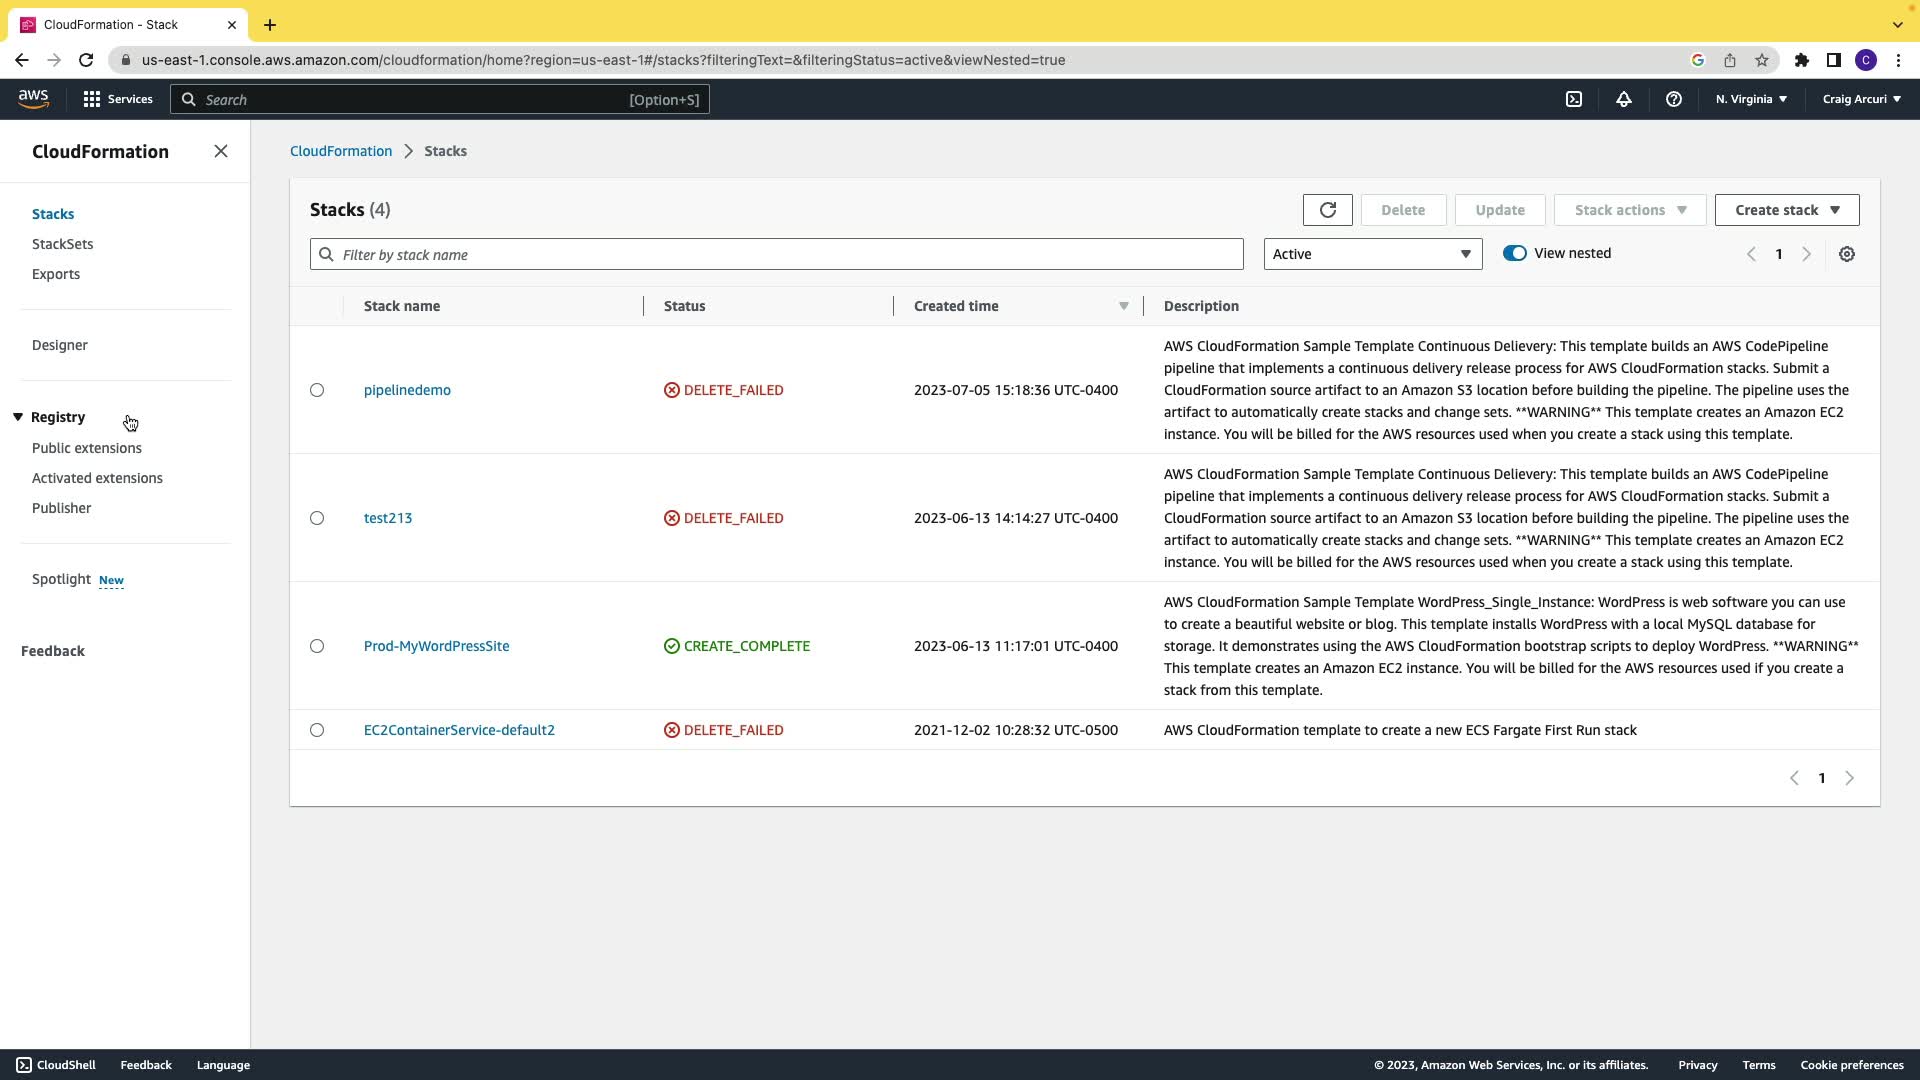 CloudFormation - Stack
us-east-1.console.aws.amazon.com/cloudformation/home?region=us-east-1#/stacks?filteringText=&filteringStatus=active&viewNested=true
C
aws
Services
Search
[Option+S]
N. Virginia
Craig Arcuri
CloudFormation
Stacks
StackSets
Exports
Designer
Registry
Public extensions
Activated extensions
Publisher
Spotlight New
Feedback
CloudFormation
Stacks
Stacks (4)
Delete
Update
Stack actions
Create stack
Filter by stack name
Active
View nested
1
Stack name
Status
Created time
Description
pipelinedemo
DELETE_FAILED
2023-07-05 15:18:36 UTC-0400
AWS CloudFormation Sample Template Continuous Delievery: This template builds an AWS CodePipeline
pipeline that implements a continuous delivery release process for AWS CloudFormation stacks. Submit a
CloudFormation source artifact to an Amazon S3 location before building the pipeline. The pipeline uses the
artifact to automatically create stacks and change sets. **WARNING** This template creates an Amazon EC2
instance. You will be billed for the AWS resources used when you create a stack using this template.
test213
DELETE_FAILED
2023-06-13 14:14:27 UTC-0400
AWS CloudFormation Sample Template Continuous Delievery: This template builds an AWS CodePipeline
pipeline that implements a continuous delivery release process for AWS CloudFormation stacks. Submit a
CloudFormation source artifact to an Amazon S3 location before building the pipeline. The pipeline uses the
artifact to automatically create stacks and change sets. **WARNING** This template creates an Amazon EC2
instance. You will be billed for the AWS resources used when you create a stack using this template.
Prod-MyWordPressSite
CREATE_COMPLETE
2023-06-13 11:17:01 UTC-0400
AWS CloudFormation Sample Template WordPress_Single_Instance: WordPress is web software you can use
to create a beautiful website or blog. This template installs WordPress with a local MySQL database for
storage. It demonstrates using the AWS CloudFormation bootstrap scripts to deploy WordPress. **WARNING**
This template creates an Amazon EC2 instance. You will be billed for the AWS resources used if you create a
stack from this template.
EC2ContainerService-default2
DELETE_FAILED
2021-12-02 10:28:32 UTC-0500
AWS CloudFormation template to create a new ECS Fargate First Run stack
1
CloudShell
Feedback
Language
© 2023, Amazon Web Services, Inc. or its affiliates.
Privacy
Terms
Cookie preferences